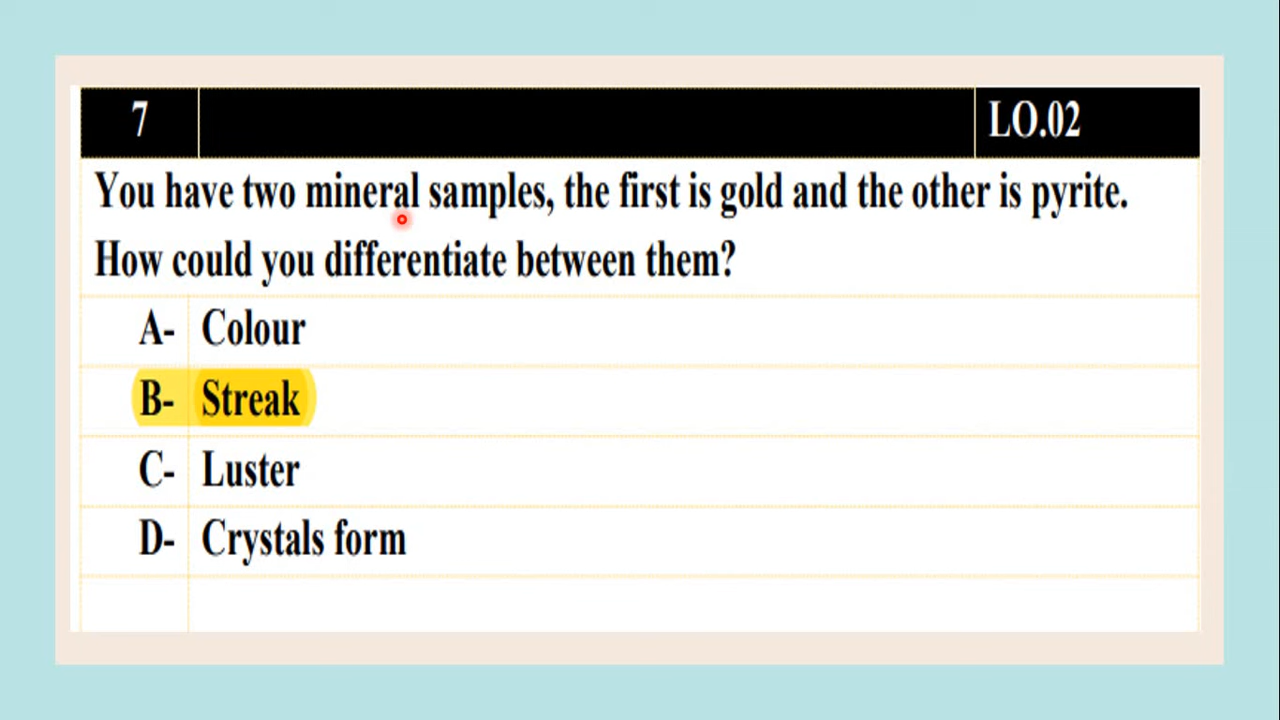 7 LO.02
You have two mineral samples, the first is gold and the other is pyrite.
How could you differentiate between them?
A- Colour
B- Streak
C- Luster
D- Crystals form